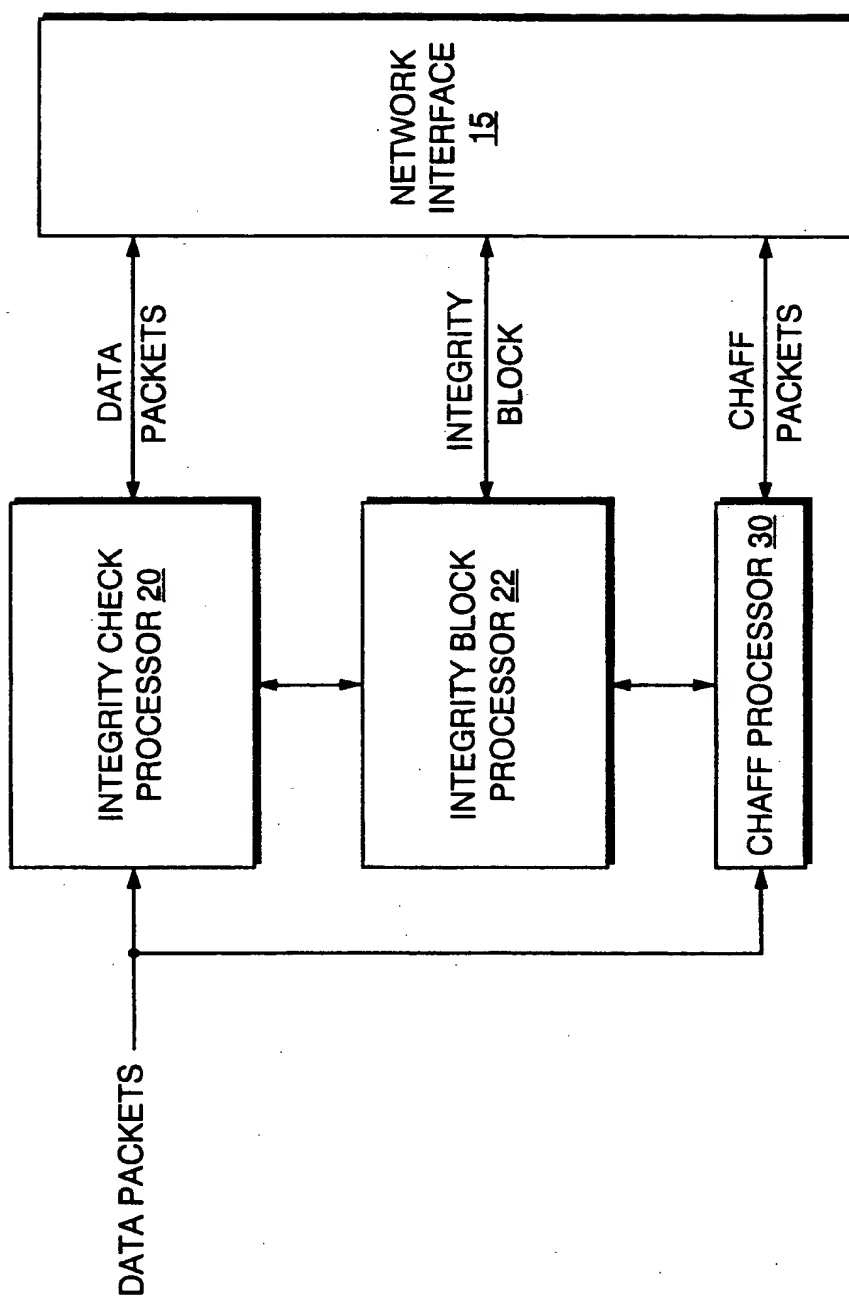 DATA PACKETS
INTEGRITY CHECK
PROCESSOR 20
INTEGRITY BLOCK
PROCESSOR 22
CHAFF PROCESSOR 30
DATA
PACKETS
INTEGRITY
BLOCK
CHAFF
PACKETS
NETWORK
INTERFACE
15